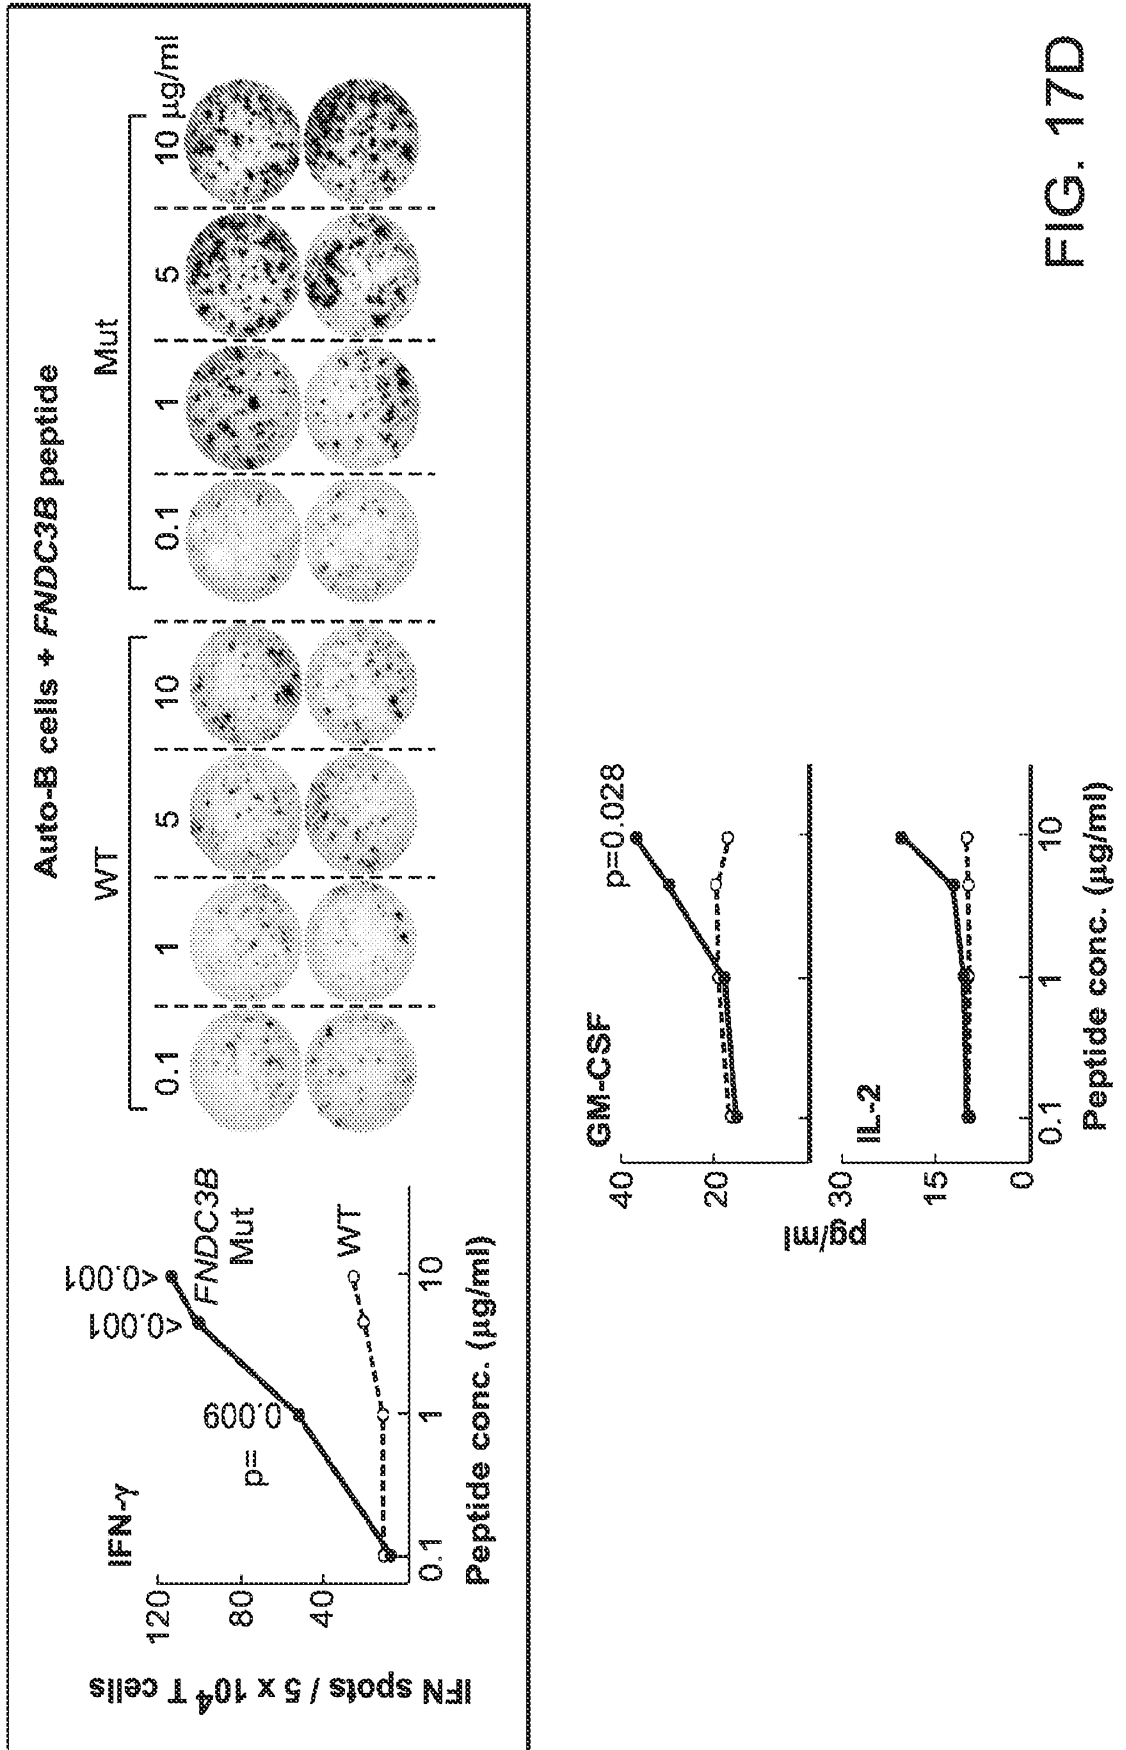 Auto-B cells + FNDC3B peptide
WT
Mut
0.1 1 5 10 0.1 1 5 10 µg/ml
IFN-γ
p=
0.009
<0.001
<0.001
FNDC3B
Mut
WT
120
80
40
0.1 1 10
Peptide conc. (µg/ml)
IFN spots / 5 x 10⁴ T cells
GM-CSF
p=0.028
40
20
IL-2
30
15
0
pg/ml
0.1 1 10
Peptide conc. (µg/ml)
FIG. 17D